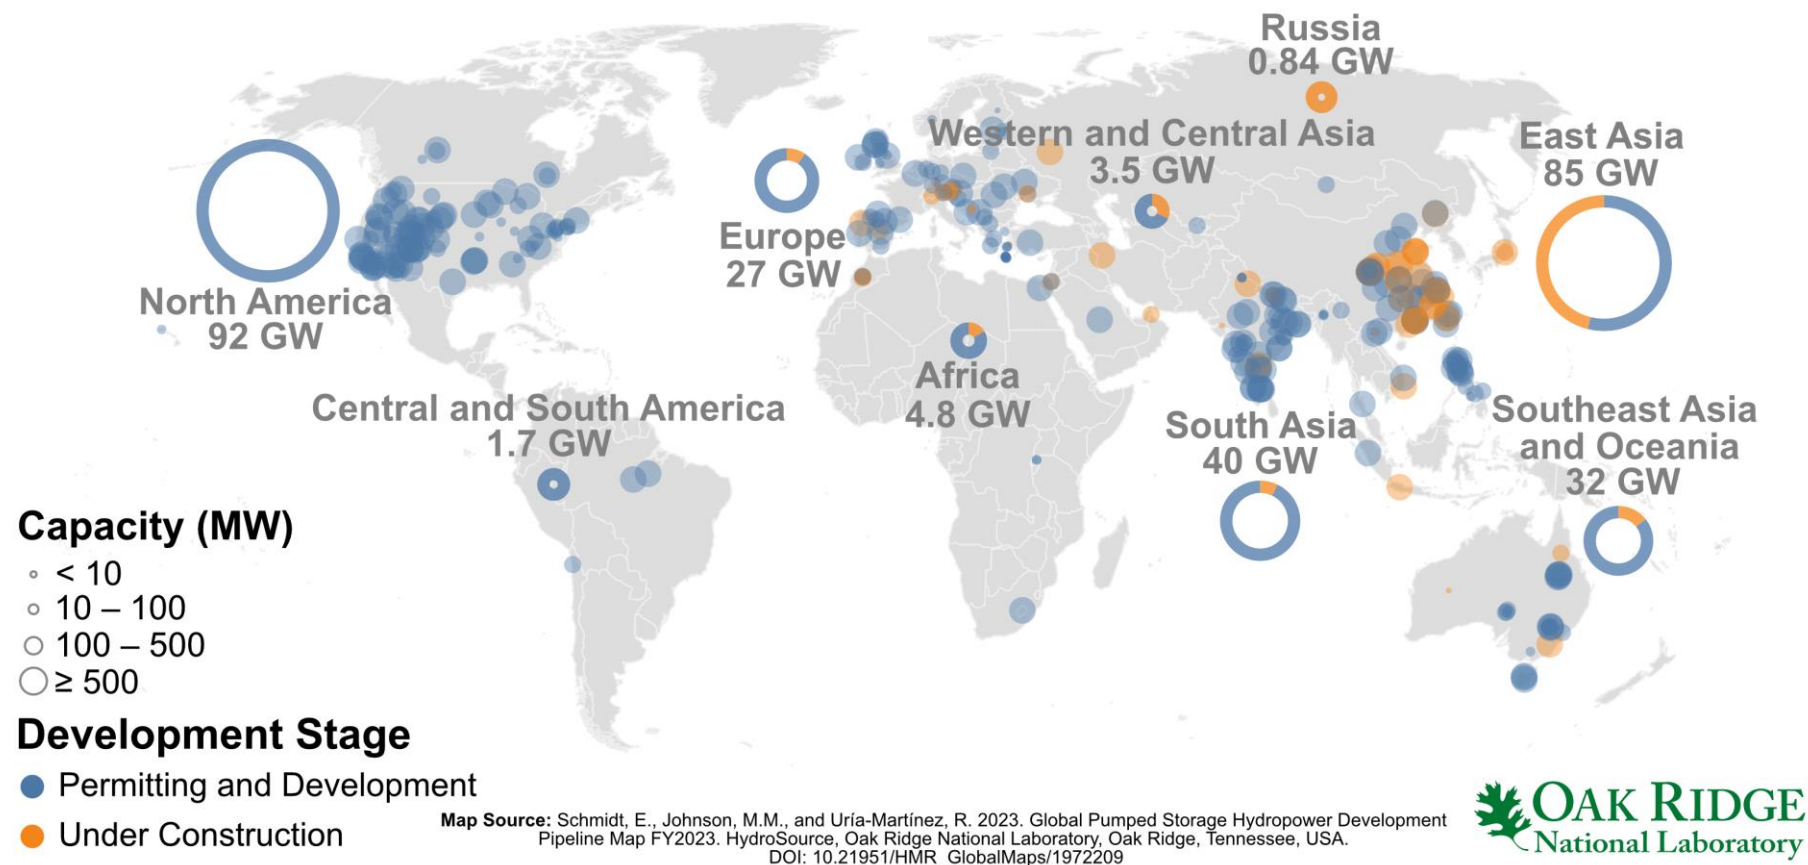 Russia
0.84 GW
Western and Central Asia
3.5 GW
East Asia
85 GW
Europe
27 GW
North America
92 GW
Africa
4.8 GW
Central and South America
1.7 GW
South Asia
40 GW
Southeast Asia
and Oceania
32 GW
Capacity (MW)
< 10
10 – 100
100 – 500
≥ 500
Development Stage
Permitting and Development
Under Construction
Map Source: Schmidt, E., Johnson, M.M., and Uría-Martínez, R. 2023. Global Pumped Storage Hydropower Development
Pipeline Map FY2023. HydroSource, Oak Ridge National Laboratory, Oak Ridge, Tennessee, USA.
DOI: 10.21951/HMR_GlobalMaps/1972209
OAK RIDGE
National Laboratory